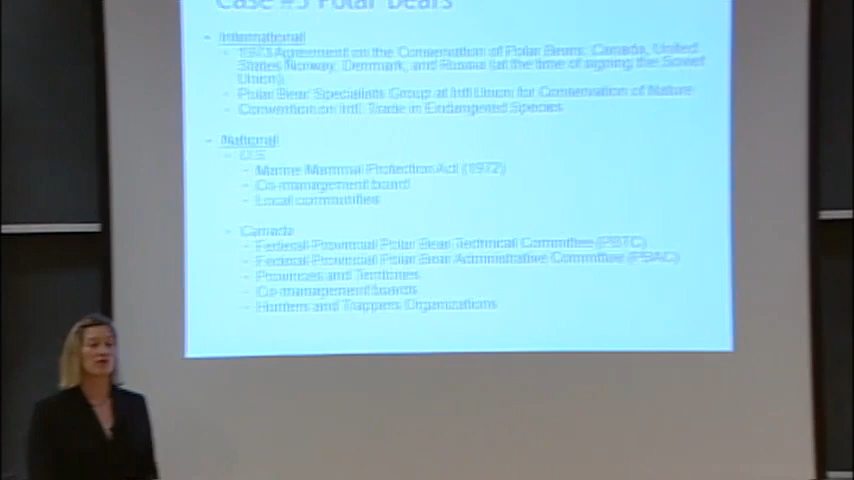 Case #3 Polar Bears
- International
- 1973 Agreement on the Conservation of Polar Bears: Canada, United
States Norway, Denmark, and Russia (at the time of signing the Soviet
Union).
- Polar Bear Specialists Group at Intl Union for Conservation of Nature
- Convention on Intl Trade in Endangered Species
- National
- U.S.
- Marine Mammal Protection Act (1972)
- Co-management board
- Local communities
- Canada
- Federal-Provincial Polar Bear Technical Committee (PBTC)
- Federal-Provincial Polar Bear Administrative Committee (PBAC)
- Provinces and Territories
- Co-management boards
- Hunters and Trappers Organizations